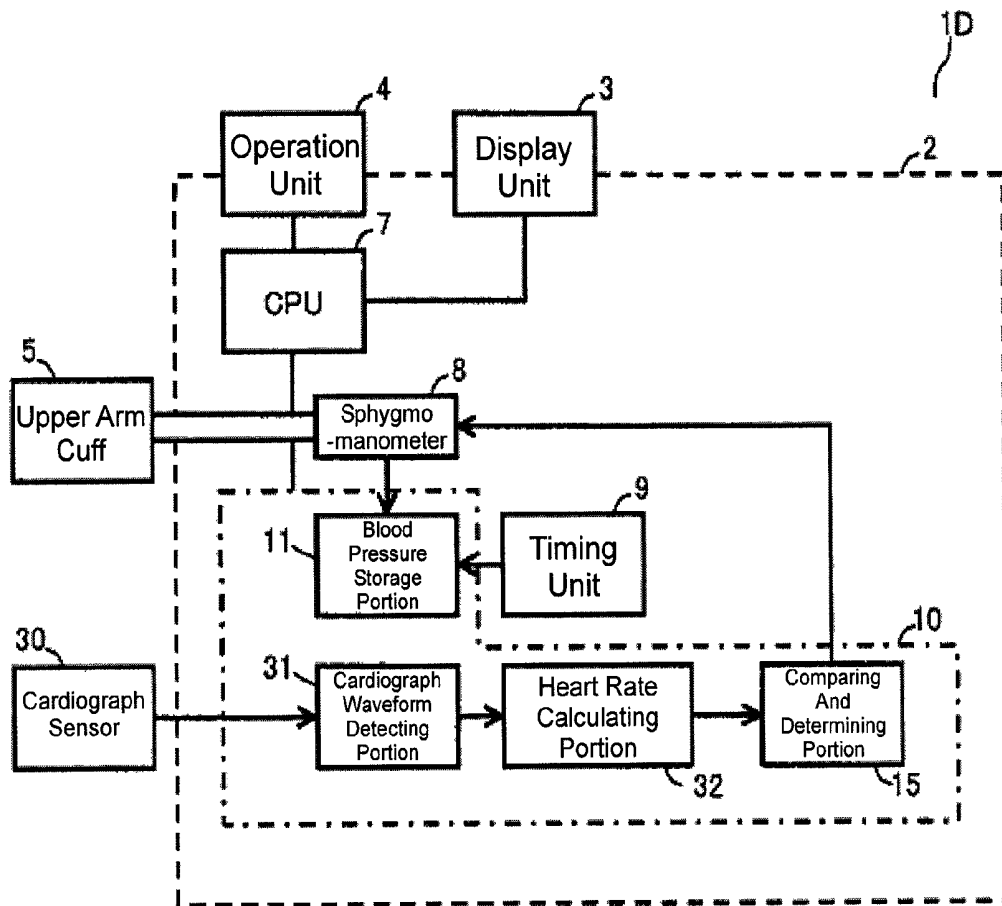 1D
4
3
Operation
Unit
Display
Unit
2
7
CPU
5
Upper Arm
Cuff
8
Sphygmo
-manometer
9
11
Blood
Pressure
Storage
Portion
Timing
Unit
10
30
Cardiograph
Sensor
31
Cardiograph
Waveform
Detecting
Portion
Heart Rate
Calculating
Portion
32
Comparing
And
Determining
Portion
15